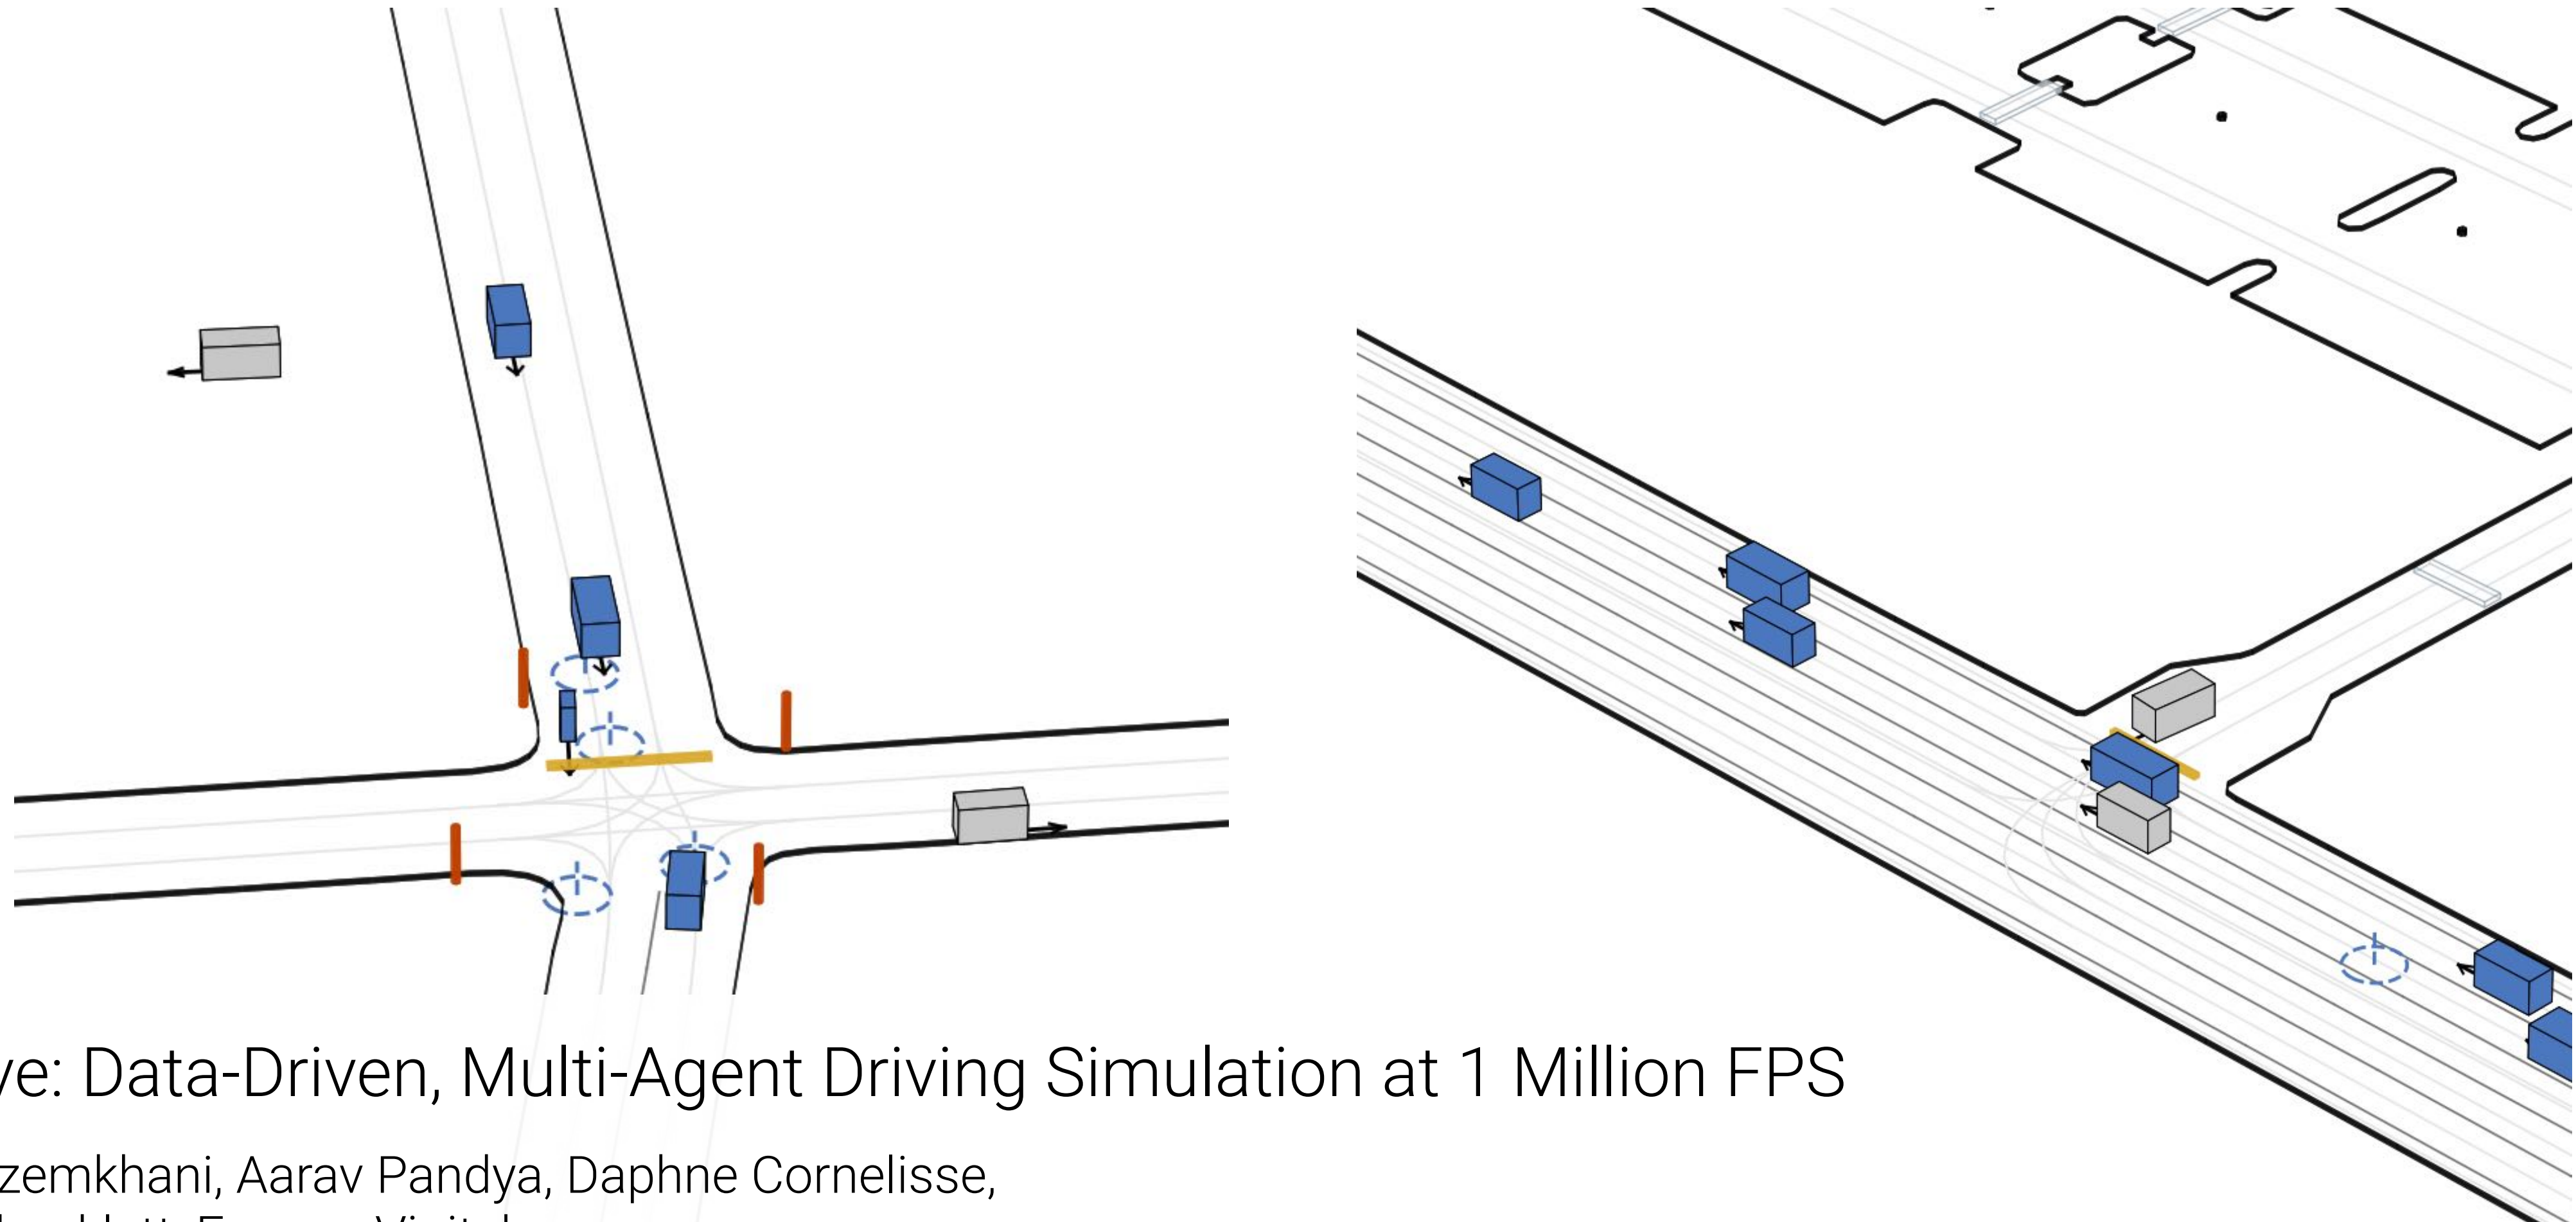 ve: Data-Driven, Multi-Agent Driving Simulation at 1 Million FPS
zemkhani, Aarav Pandya, Daphne Cornelisse,